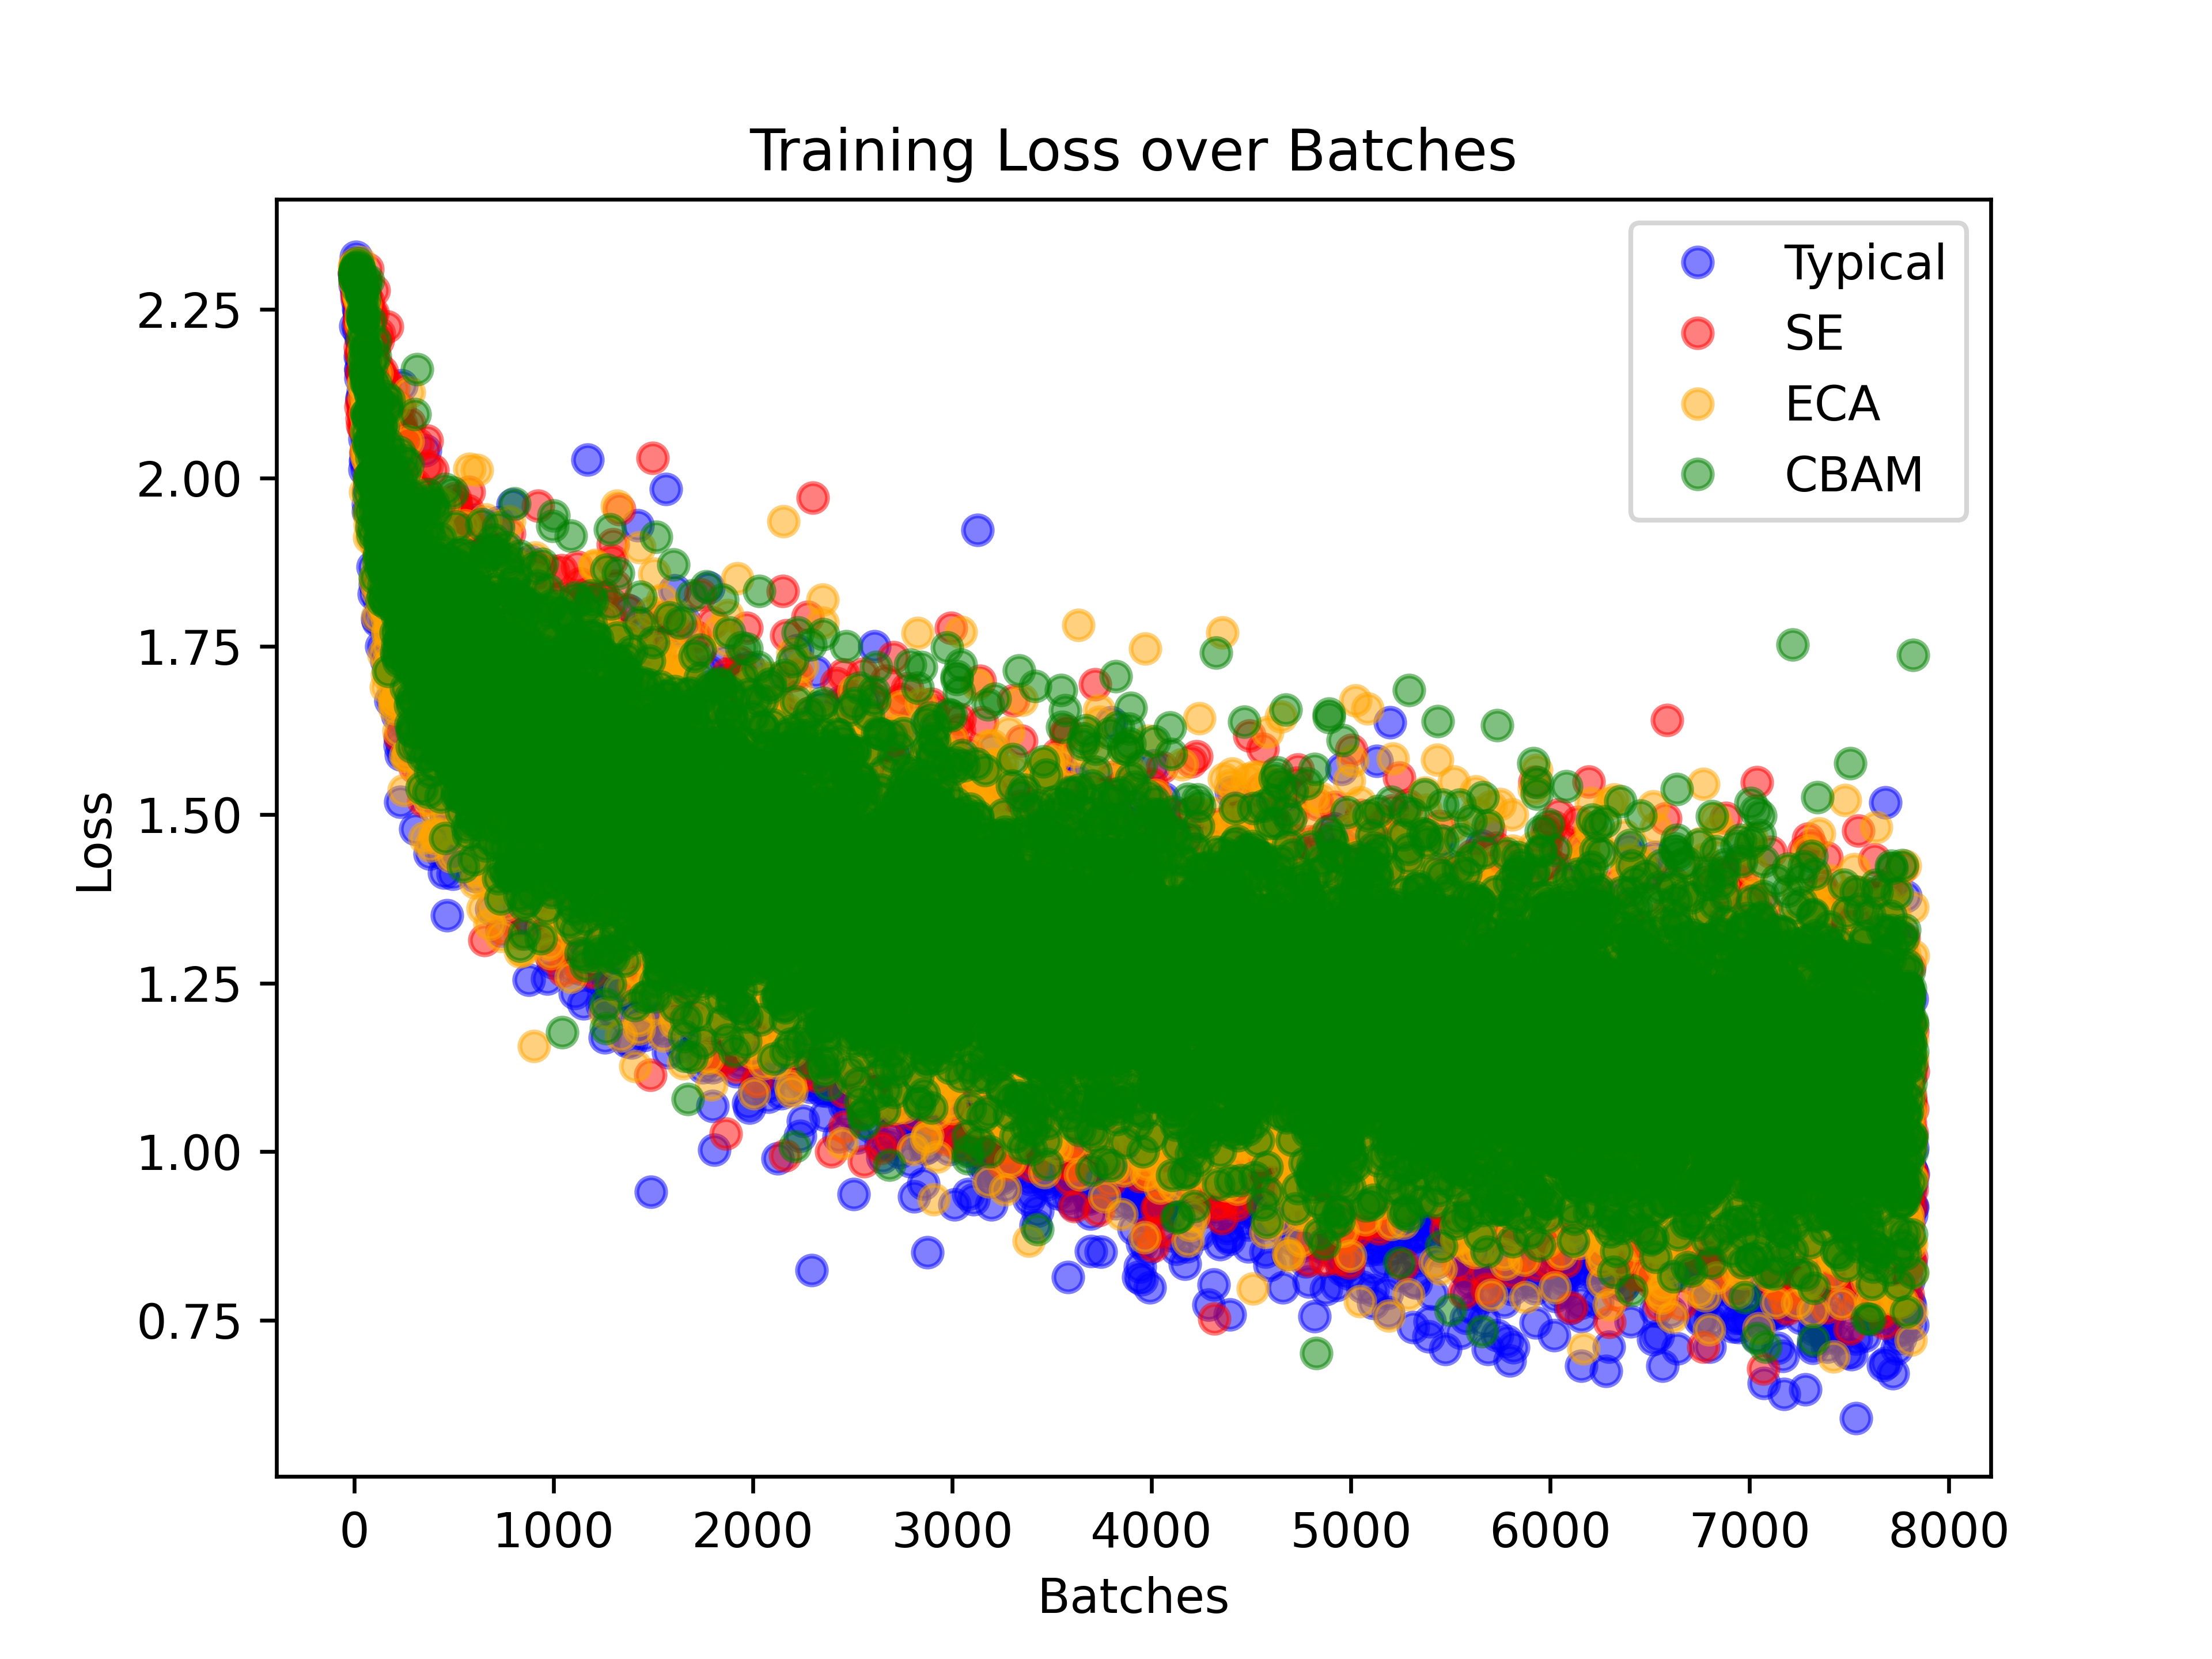 Training Loss over Batches
Typical
SE
ECA
CBAM
2.25
2.00
1.75
1.50
1.25
1.00
0.75
Loss
0 1000 2000 3000 4000 5000 6000 7000 8000
Batches